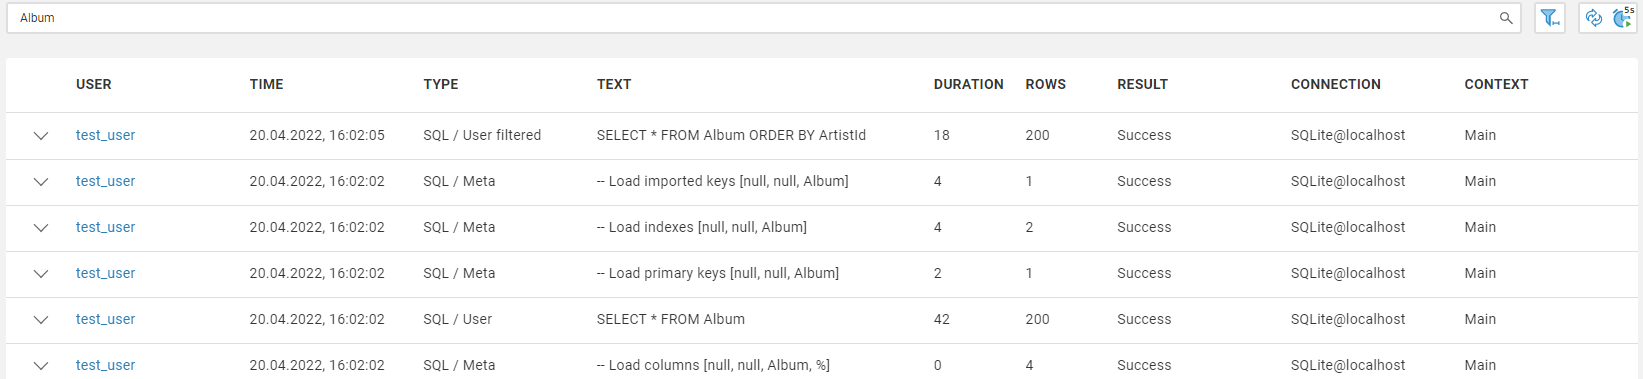 Album
5s
USER TIME TYPE TEXT DURATION ROWS RESULT CONNECTION CONTEXT
test_user 20.04.2022, 16:02:05 SQL / User filtered SELECT * FROM Album ORDER BY ArtistId 18 200 Success SQLite@localhost Main
test_user 20.04.2022, 16:02:02 SQL / Meta -- Load imported keys [null, null, Album] 4 1 Success SQLite@localhost Main
test_user 20.04.2022, 16:02:02 SQL / Meta -- Load indexes [null, null, Album] 4 2 Success SQLite@localhost Main
test_user 20.04.2022, 16:02:02 SQL / Meta -- Load primary keys [null, null, Album] 2 1 Success SQLite@localhost Main
test_user 20.04.2022, 16:02:02 SQL / User SELECT * FROM Album 42 200 Success SQLite@localhost Main
test_user 20.04.2022, 16:02:02 SQL / Meta -- Load columns [null, null, Album, %] 0 4 Success SQLite@localhost Main